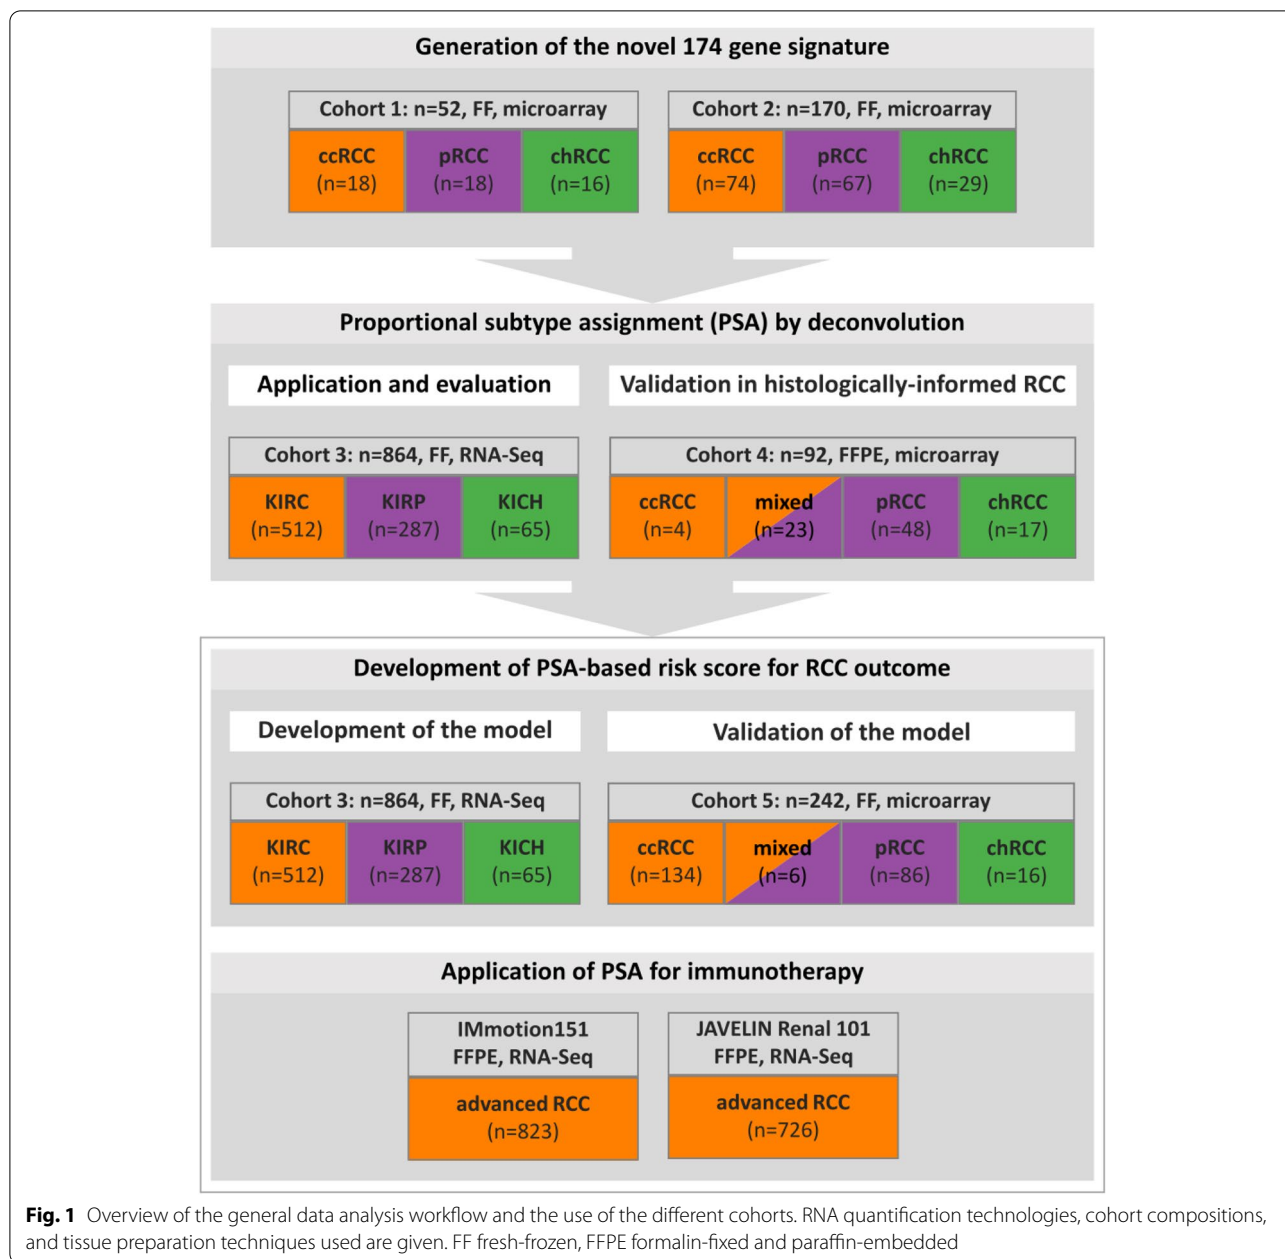 Generation of the novel 174 gene signature
Cohort 1: n=52, FF, microarray
ccRCC
(n=18)
pRCC
(n=18)
chRCC
(n=16)
Cohort 2: n=170, FF, microarray
ccRCC
(n=74)
pRCC
(n=67)
chRCC
(n=29)
Proportional subtype assignment (PSA) by deconvolution
Application and evaluation
Cohort 3: n=864, FF, RNA-Seq
KIRC
(n=512)
KIRP
(n=287)
KICH
(n=65)
Validation in histologically-informed RCC
Cohort 4: n=92, FFPE, microarray
ccRCC
(n=4)
mixed
(n=23)
pRCC
(n=48)
chRCC
(n=17)
Development of PSA-based risk score for RCC outcome
Development of the model
Cohort 3: n=864, FF, RNA-Seq
KIRC
(n=512)
KIRP
(n=287)
KICH
(n=65)
Validation of the model
Cohort 5: n=242, FF, microarray
ccRCC
(n=134)
mixed
(n=6)
pRCC
(n=86)
chRCC
(n=16)
Application of PSA for immunotherapy
IMmotion151
FFPE, RNA-Seq
advanced RCC
(n=823)
JAVELIN Renal 101
FFPE, RNA-Seq
advanced RCC
(n=726)
Fig. 1 Overview of the general data analysis workflow and the use of the different cohorts. RNA quantification technologies, cohort compositions,
and tissue preparation techniques used are given. FF fresh-frozen, FFPE formalin-fixed and paraffin-embedded